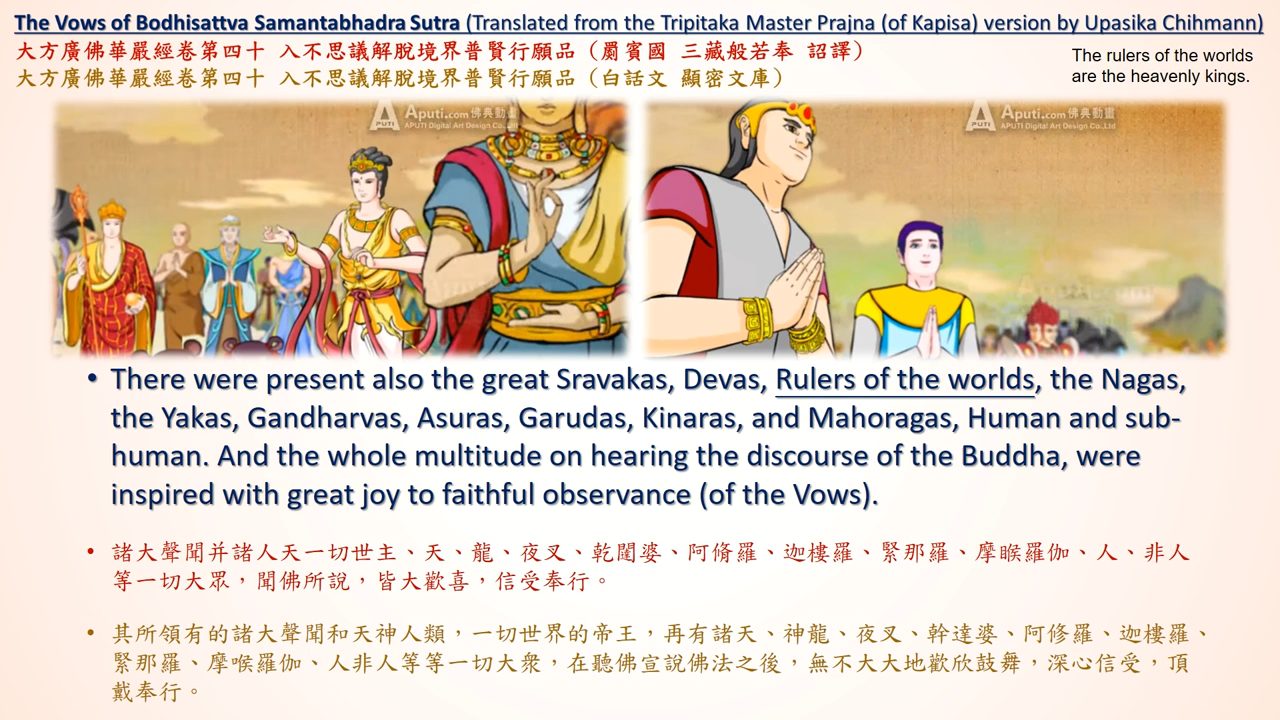 The Vows of Bodhisattva Samantabhadra Sutra (Translated from the Tripitaka Master Prajna (of Kapisa) version by Upasika Chihmann)
大方廣佛華嚴經卷第四十 入不思議解脫境界普賢行願品（罽賓國 三藏般若奉 詔譯）
大方廣佛華嚴經卷第四十 入不思議解脫境界普賢行願品（白話文 顯密文庫）
The rulers of the worlds
are the heavenly kings.
Aputi.com 佛典動畫
APUTI APUTI Digital Art Design Co.,Ltd
Aputi.com 佛典動畫
APUTI APUTI Digital Art Design Co.,Ltd
• There were present also the great Sravakas, Devas, Rulers of the worlds, the Nagas,
the Yakas, Gandharvas, Asuras, Garudas, Kinaras, and Mahoragas, Human and sub-
human. And the whole multitude on hearing the discourse of the Buddha, were
inspired with great joy to faithful observance (of the Vows).
• 諸大聲聞并諸人天一切世主、天、龍、夜叉、乾闥婆、阿脩羅、迦樓羅、緊那羅、摩睺羅伽、人、非人
等一切大眾，聞佛所說，皆大歡喜，信受奉行。
• 其所領有的諸大聲聞和天神人類，一切世界的帝王，再有諸天、神龍、夜叉、幹達婆、阿修羅、迦樓羅、
緊那羅、摩喉羅伽、人非人等等一切大衆，在聽佛宣說佛法之後，無不大大地歡欣鼓舞，深心信受，頂
戴奉行。